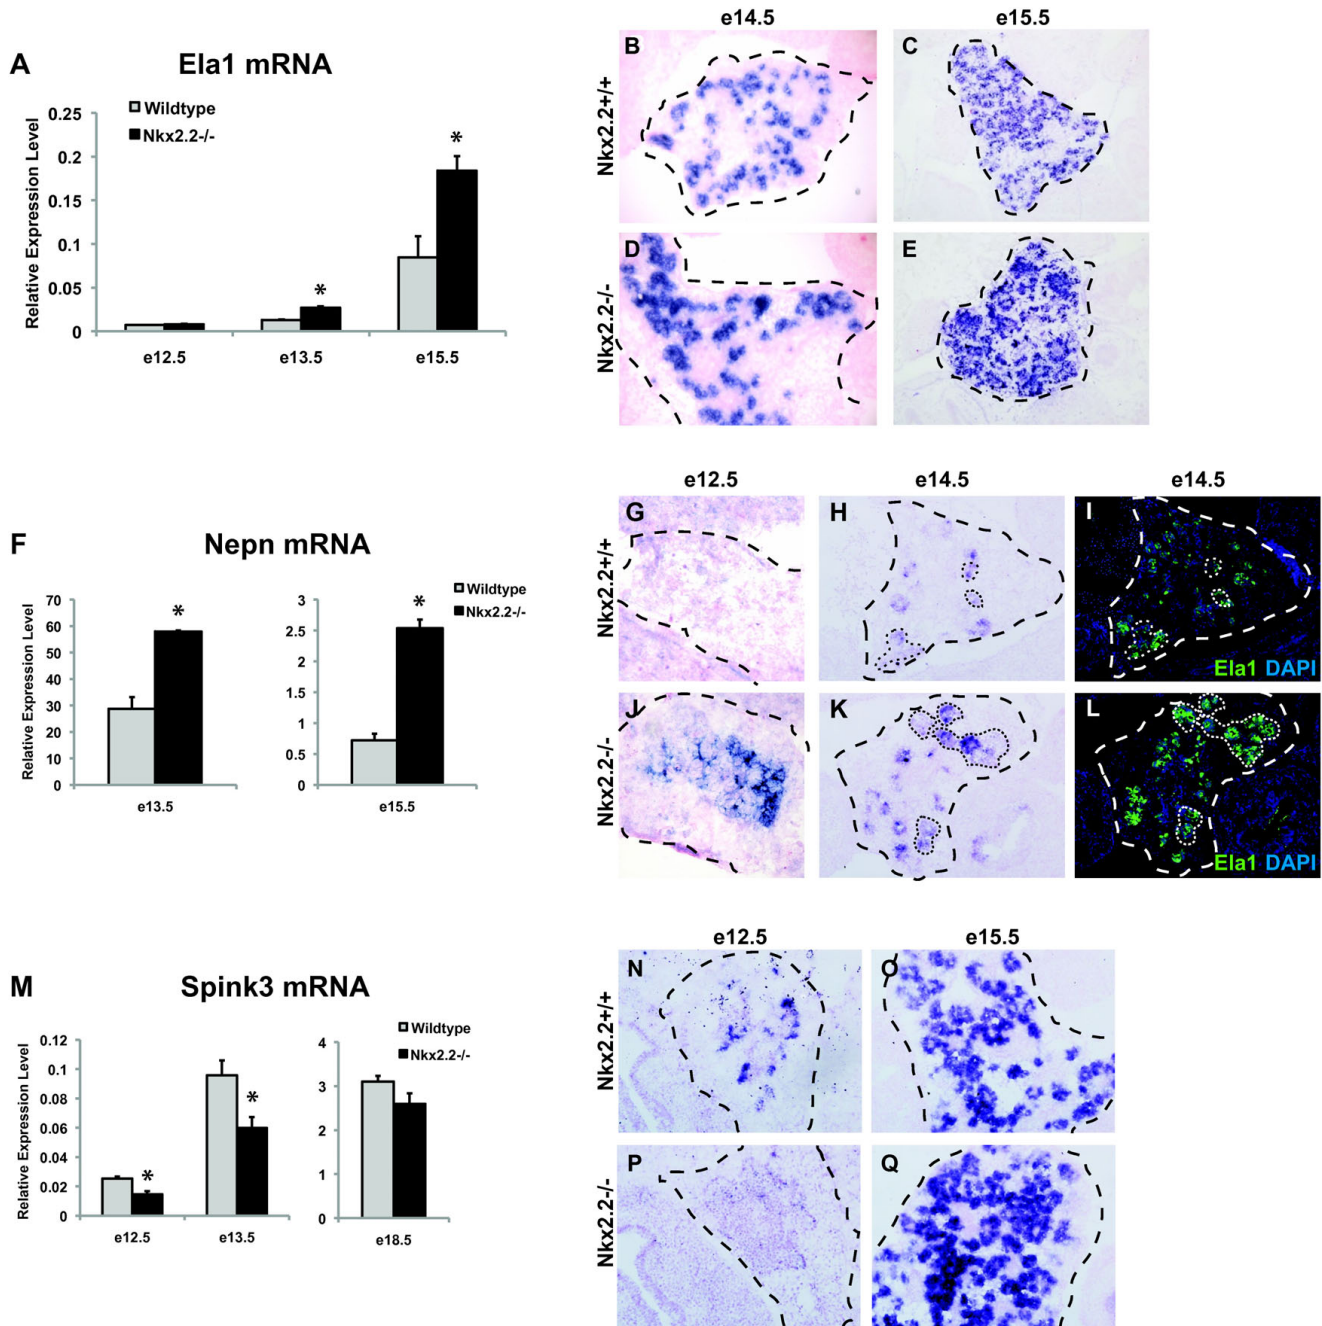 A
Ela1 mRNA
Wildtype
Nkx2.2-/-
Relative Expression Level
0.25
0.2
0.15
0.1
0.05
0
*
*
e12.5
e13.5
e15.5
e14.5
e15.5
Nkx2.2+/+
B
C
Nkx2.2-/-
D
E
F
Nepn mRNA
Wildtype
Nkx2.2-/-
Relative Expression Level
70
60
50
40
30
20
10
0
*
e13.5
3
2.5
2
1.5
1
0.5
0
*
e15.5
e12.5
e14.5
e14.5
Nkx2.2+/+
G
H
I
Ela1 DAPI
Nkx2.2-/-
J
K
L
Ela1 DAPI
M
Spink3 mRNA
Wildtype
Nkx2.2-/-
Relative Expression Level
0.12
0.1
0.08
0.06
0.04
0.02
0
*
*
e12.5
e13.5
4
3
2
1
0
e18.5
e12.5
e15.5
Nkx2.2+/+
N
O
Nkx2.2-/-
P
Q